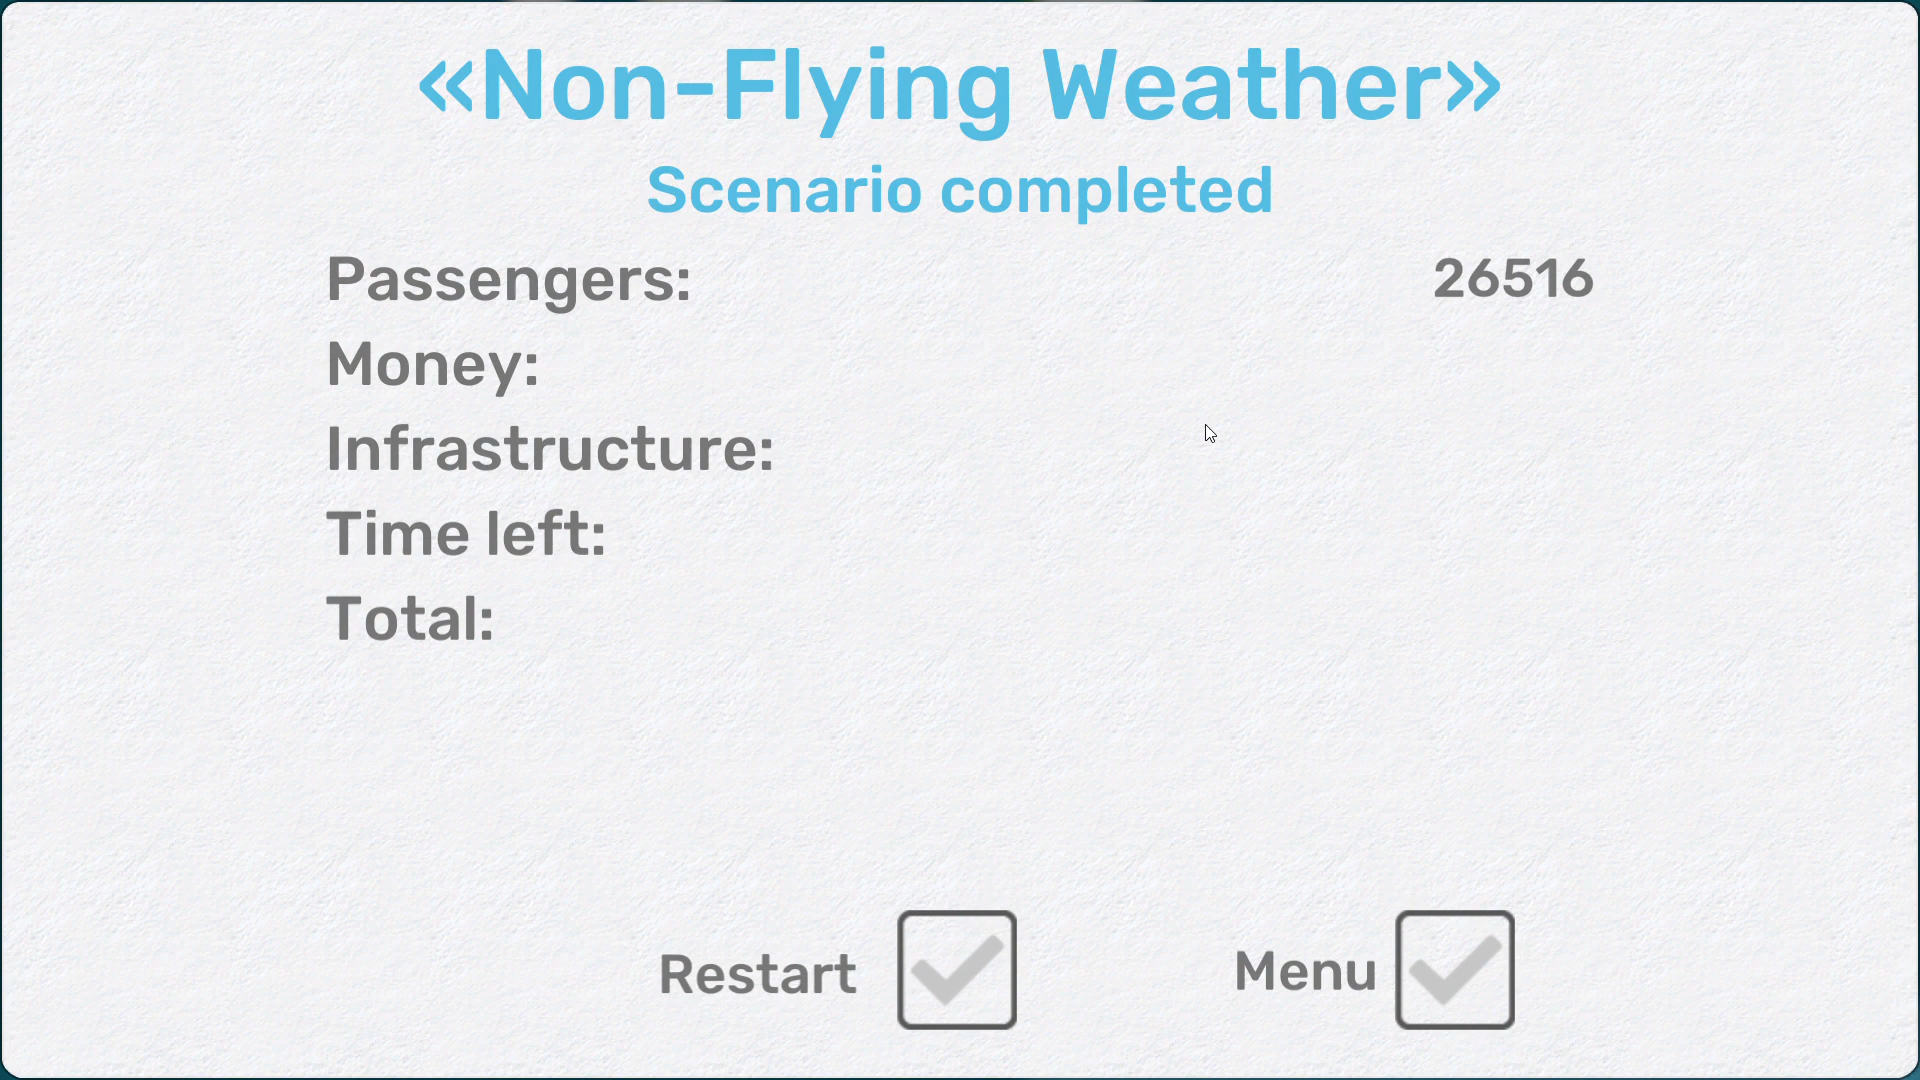 «Non-Flying Weather»
Scenario completed
Passengers: 26516
Money:
Infrastructure:
Time left:
Total:
Restart Menu